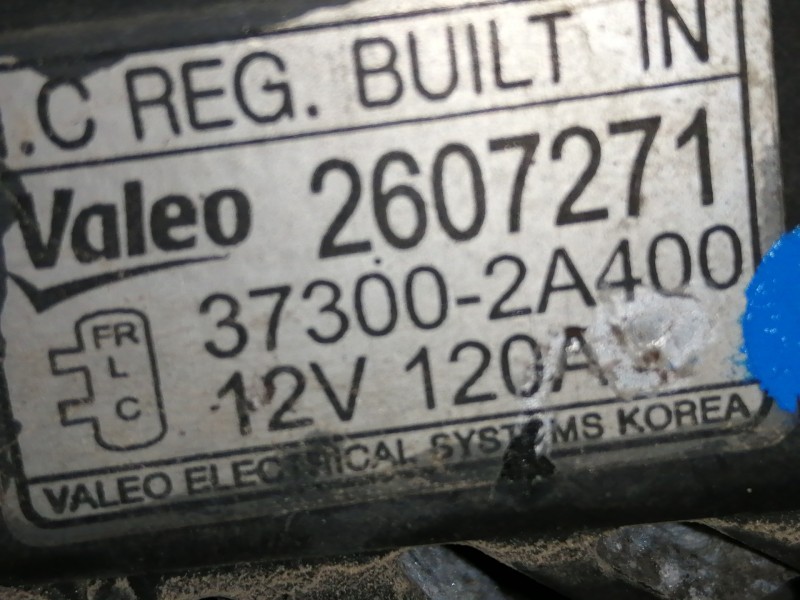 I.C REG. BUILT IN
Valeo 2607271
37300-2A400
FR
L
C
12V 120A
VALEO ELECTRICAL SYSTEMS KOREA